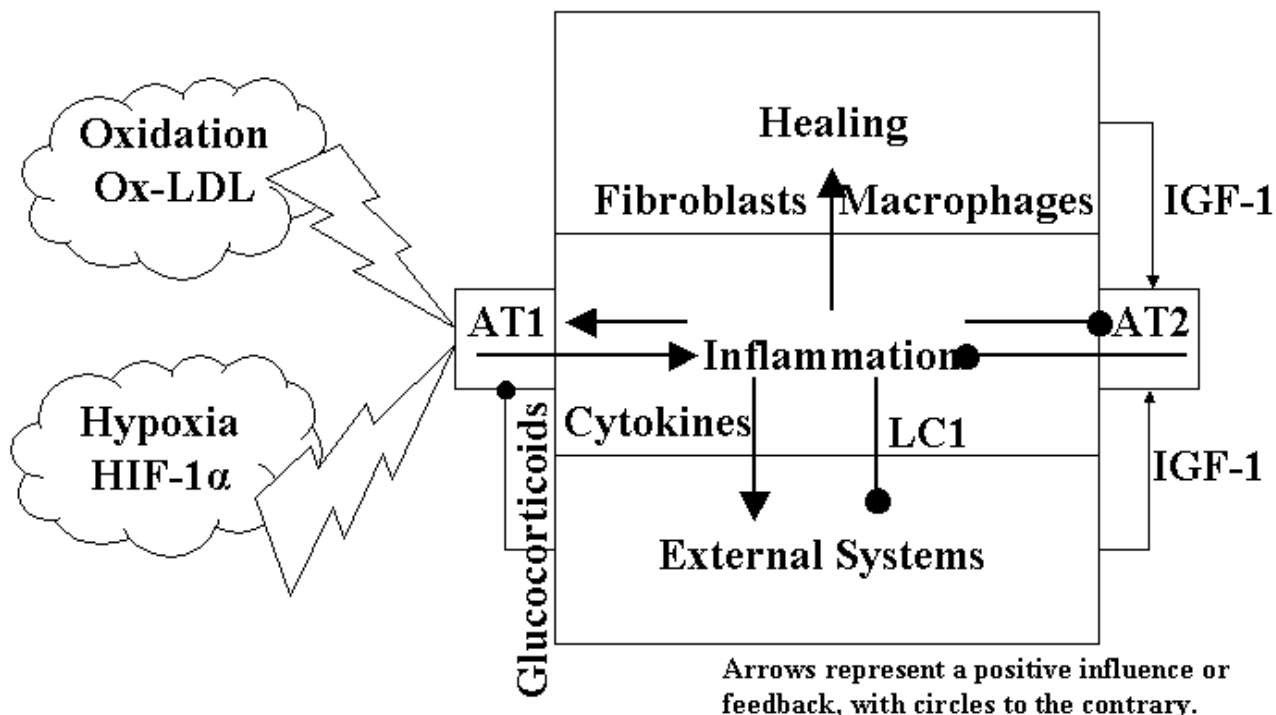 Oxidation
Ox-LDL
Hypoxia
HIF-1α
Healing
Fibroblasts Macrophages
IGF-1
AT1
AT2
Inflammation
Cytokines
LC1
IGF-1
Glucocorticoids
External Systems
Arrows represent a positive influence or
feedback, with circles to the contrary.